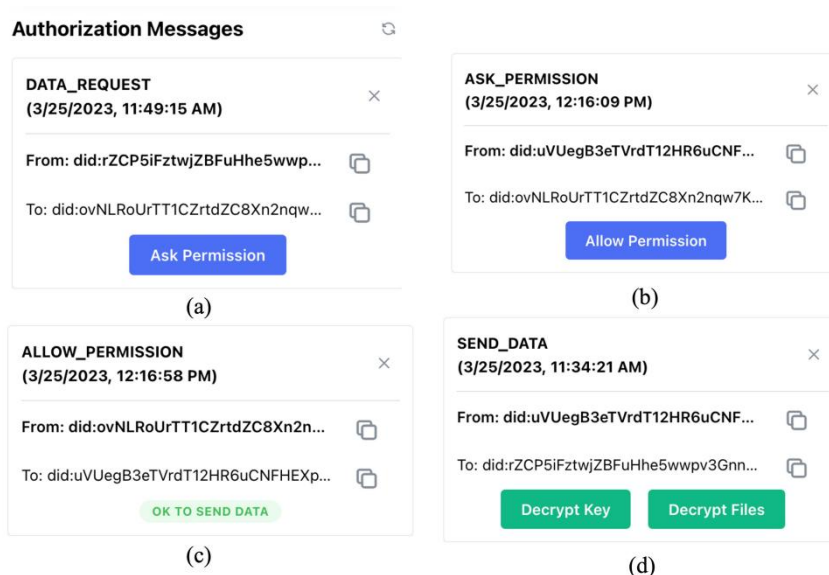 Authorization Messages
DATA_REQUEST
(3/25/2023, 11:49:15 AM)
From: did:rZCP5iFztwjZBFuHhe5wwp...
To: did:ovNLRoUrTT1CZrtdZC8Xn2nqw...
Ask Permission
(a)
ASK_PERMISSION
(3/25/2023, 12:16:09 PM)
From: did:uVUegB3eTVrdT12HR6uCNF...
To: did:ovNLRoUrTT1CZrtdZC8Xn2nqw7K...
Allow Permission
(b)
ALLOW_PERMISSION
(3/25/2023, 12:16:58 PM)
From: did:ovNLRoUrTT1CZrtdZC8Xn2n...
To: did:uVUegB3eTVrdT12HR6uCNFHEXp...
OK TO SEND DATA
(c)
SEND_DATA
(3/25/2023, 11:34:21 AM)
From: did:uVUegB3eTVrdT12HR6uCNF...
To: did:rZCP5iFztwjZBFuHhe5wwpv3Gnn...
Decrypt Key
Decrypt Files
(d)